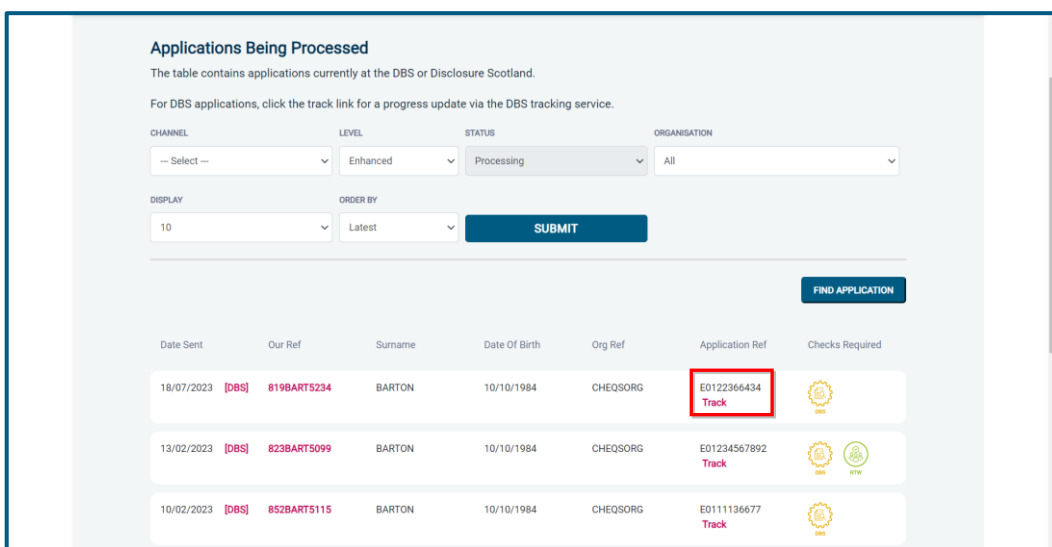 Applications Being Processed
The table contains applications currently at the DBS or Disclosure Scotland.
For DBS applications, click the track link for a progress update via the DBS tracking service.
CHANNEL LEVEL STATUS ORGANISATION
--- Select --- Enhanced Processing All
DISPLAY ORDER BY
10 Latest SUBMIT
FIND APPLICATION
Date Sent Our Ref Surname Date Of Birth Org Ref Application Ref Checks Required
18/07/2023 [DBS] 819BART5234 BARTON 10/10/1984 CHEQSORG E0122366434
Track
DBS
13/02/2023 [DBS] 823BART5099 BARTON 10/10/1984 CHEQSORG E01234567892
Track
DBS RTW
10/02/2023 [DBS] 852BART5115 BARTON 10/10/1984 CHEQSORG E0111136677
Track
DBS